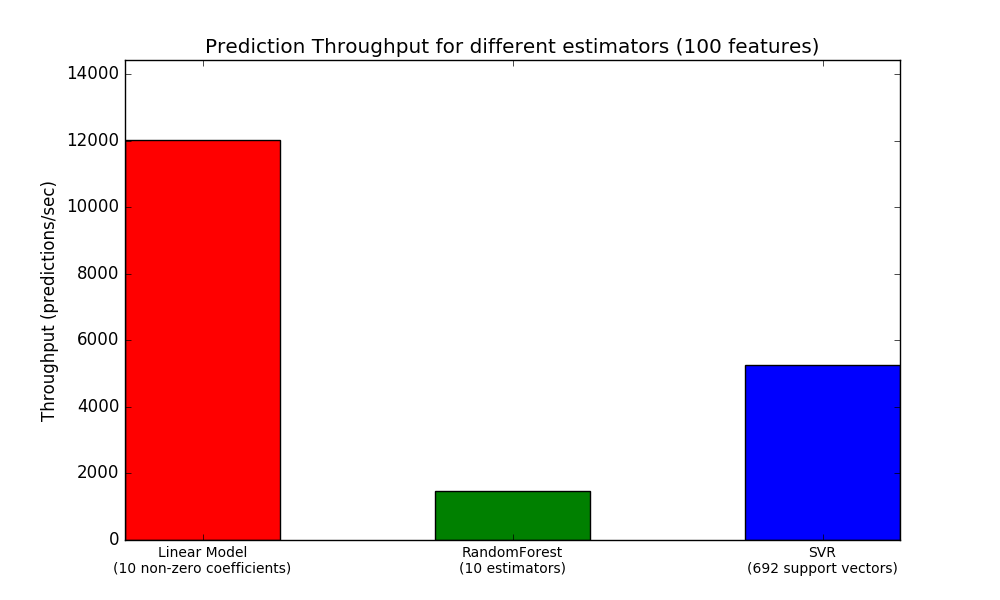 Prediction Throughput for different estimators (100 features)
Throughput (predictions/sec)
14000
12000
10000
8000
6000
4000
2000
0
Linear Model
(10 non-zero coefficients)
RandomForest
(10 estimators)
SVR
(692 support vectors)